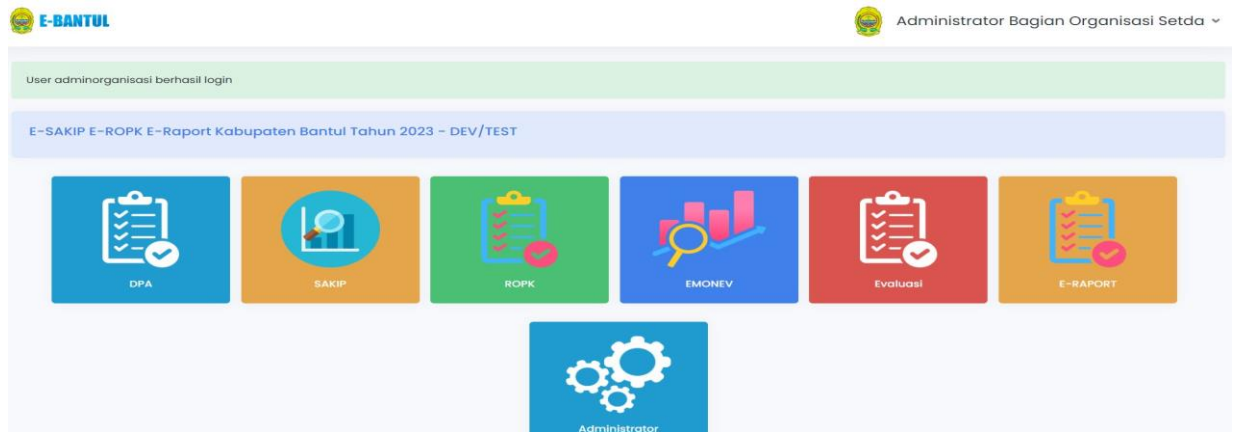 E-BANTUL
Administrator Bagian Organisasi Setda
User adminorganisasi berhasil login
E-SAKIP E-ROPK E-Raport Kabupaten Bantul Tahun 2023 - DEV/TEST
DPA
SAKIP
ROPK
EMONEV
Evaluasi
E-RAPORT
Administrator